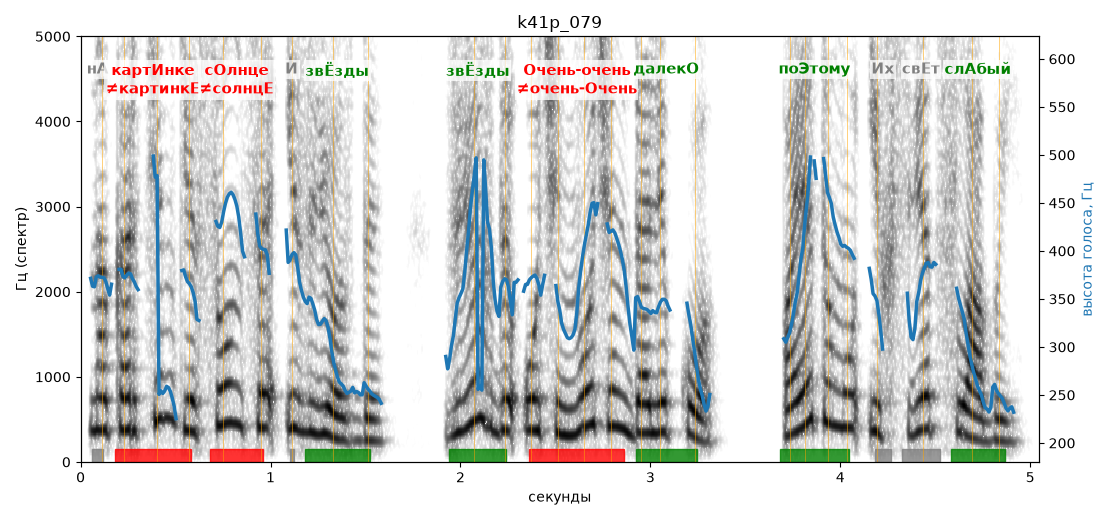 k41p_079
5000
4000
3000
2000
1000
0
Гц (спектр)
600
550
500
450
400
350
300
250
200
высота голоса, Гц
нА картИнке сОлнце И звЁзды звЁзды Очень-очень далекО поЭтому Их свЕт слАбый
≠картинкЕ ≠солнцЕ ≠очень-Очень
0 1 2 3 4 5
секунды